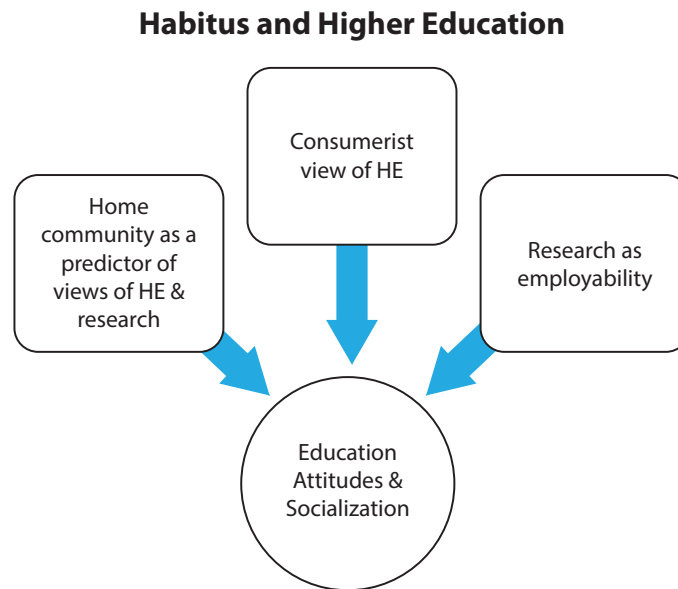 Habitus and Higher Education
Consumerist
view of HE
Home
community as a
predictor of
views of HE &
research
Research as
employability
Education
Attitudes &
Socialization